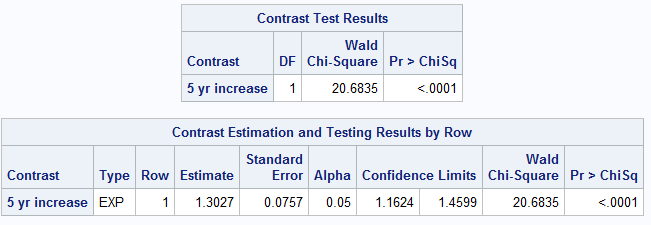 Contrast Test Results
Contrast DF Wald Chi-Square Pr > ChiSq
5 yr increase 1 20.6835 <.0001
Contrast Estimation and Testing Results by Row
Contrast Type Row Estimate Standard Error Alpha Confidence Limits Wald Chi-Square Pr > ChiSq
5 yr increase EXP 1 1.3027 0.0757 0.05 1.1624 1.4599 20.6835 <.0001